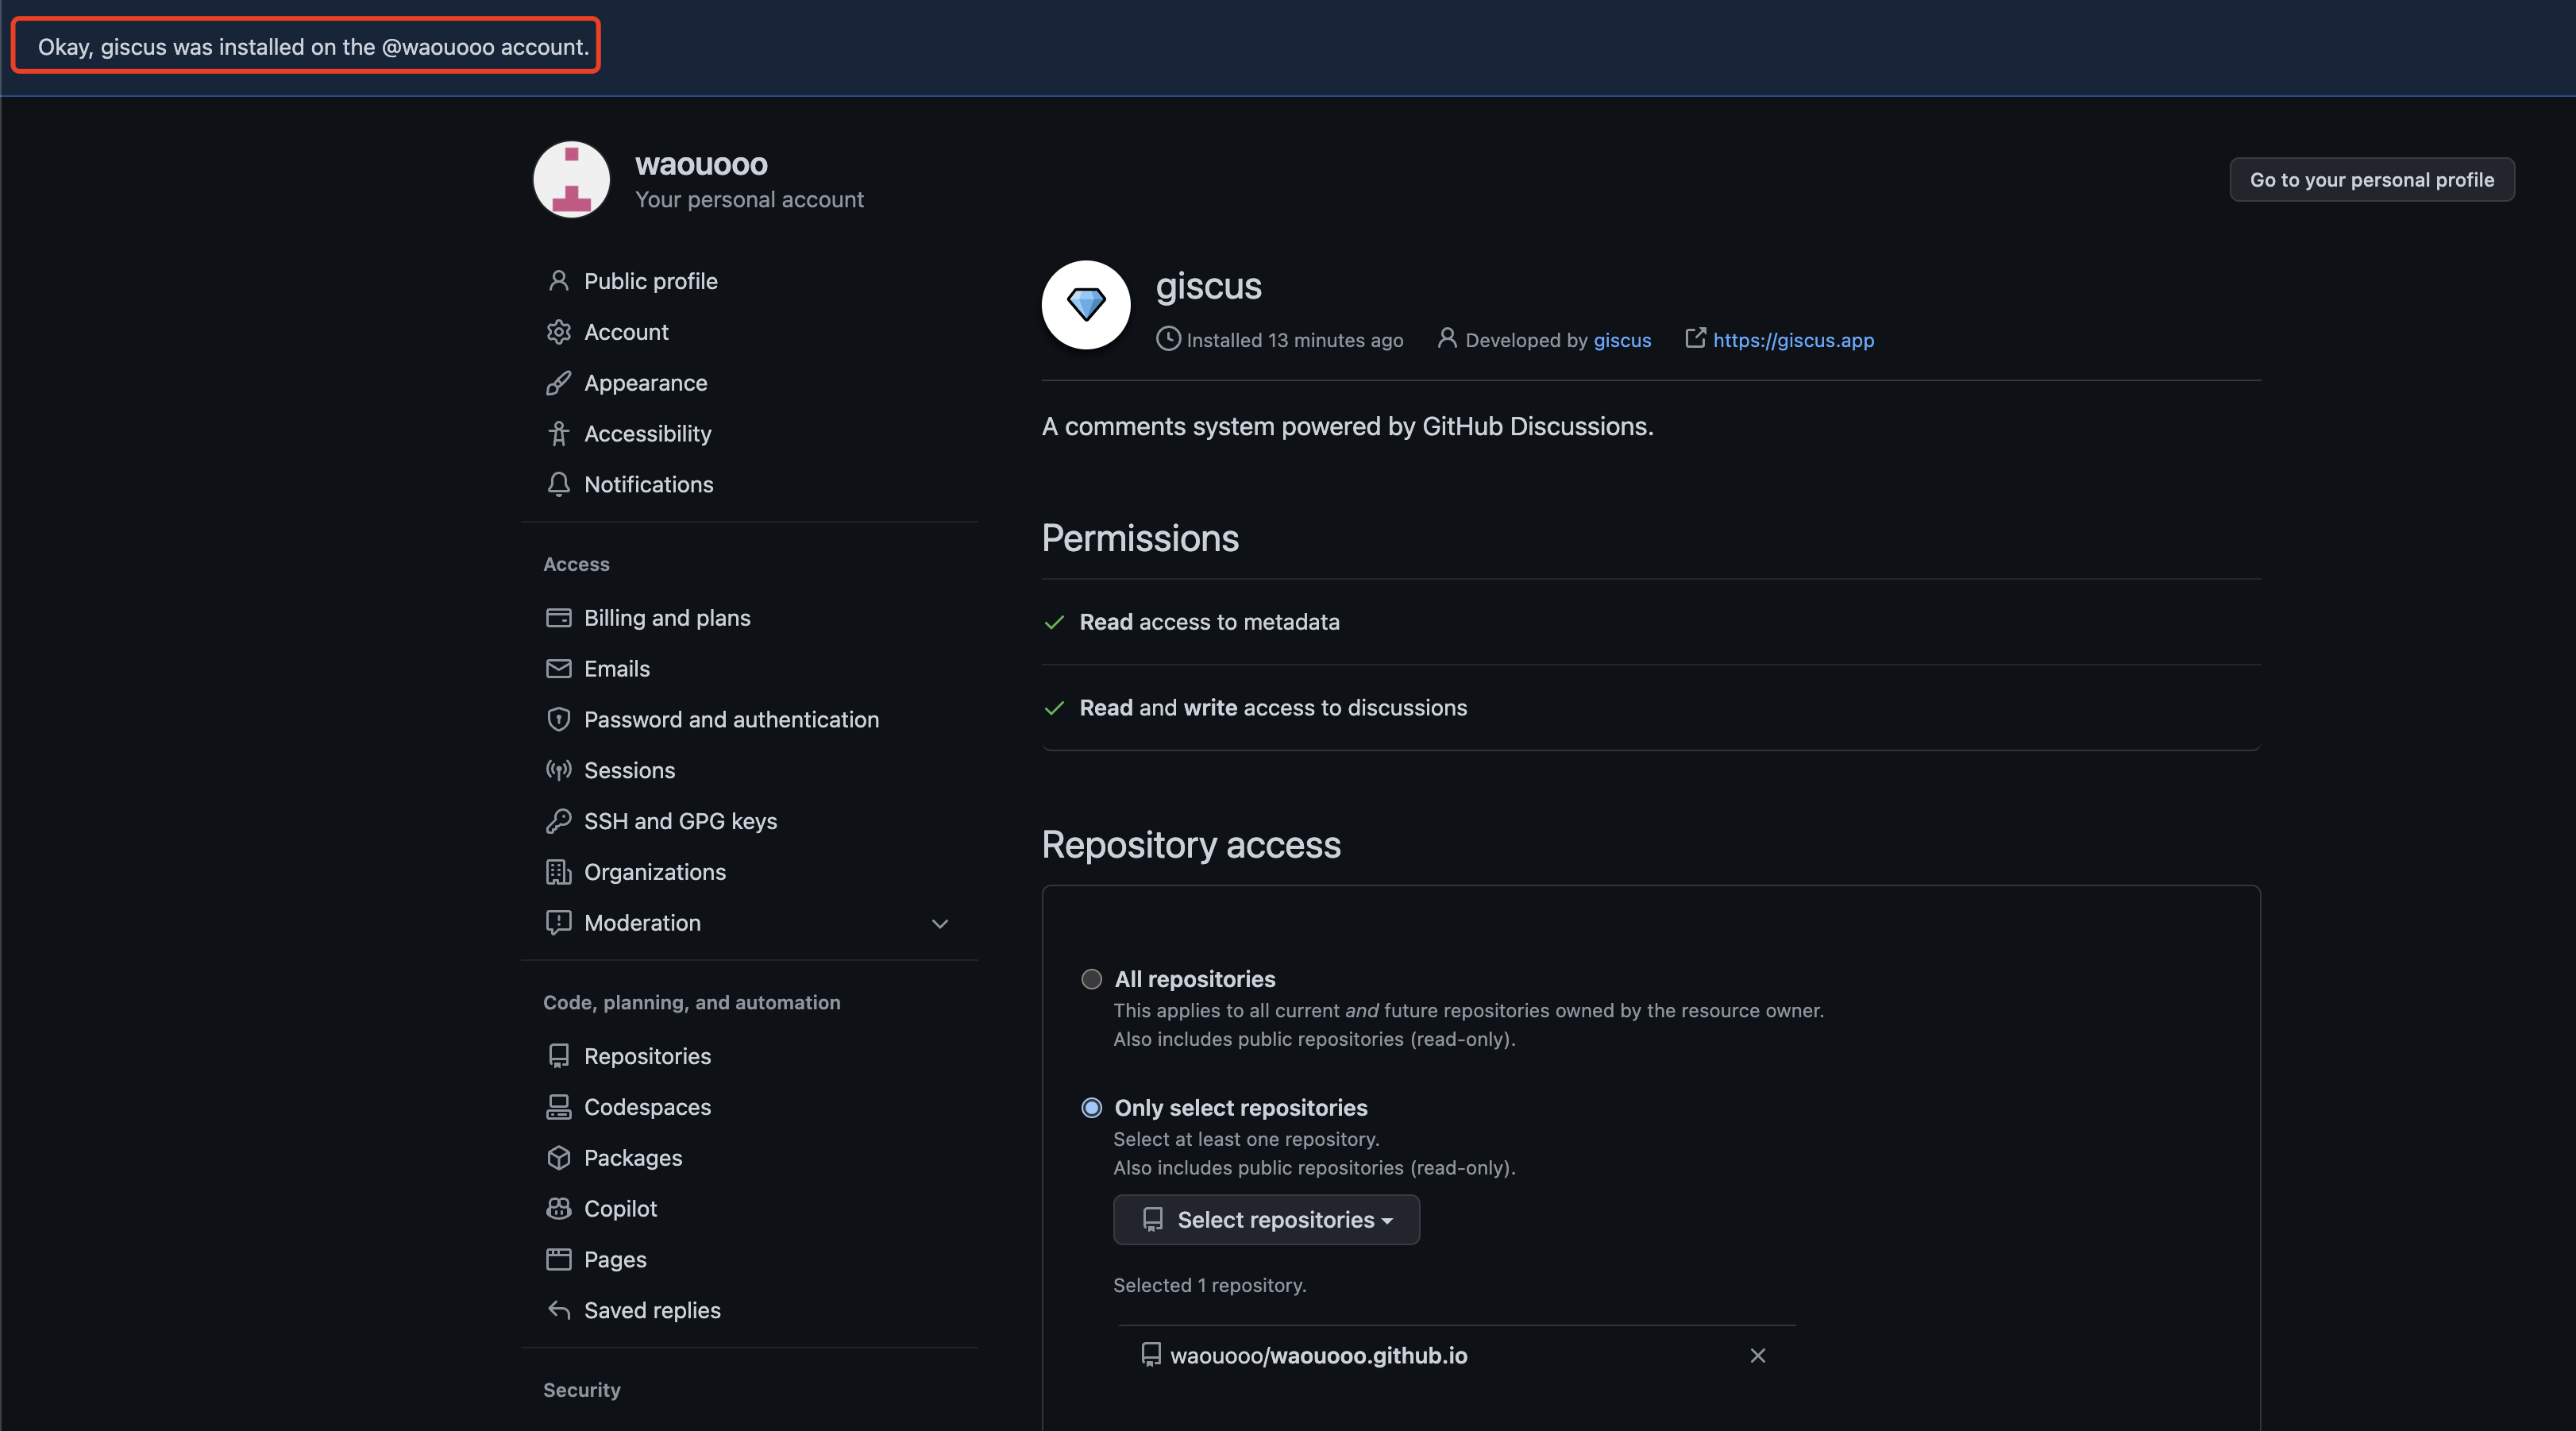 Okay, giscus was installed on the @waouooo account.
waouooo
Your personal account
Go to your personal profile
Public profile
Account
Appearance
Accessibility
Notifications
Access
Billing and plans
Emails
Password and authentication
Sessions
SSH and GPG keys
Organizations
Moderation
Code, planning, and automation
Repositories
Codespaces
Packages
Copilot
Pages
Saved replies
Security
giscus
Installed 13 minutes ago Developed by giscus https://giscus.app
A comments system powered by GitHub Discussions.
Permissions
Read access to metadata
Read and write access to discussions
Repository access
All repositories
This applies to all current and future repositories owned by the resource owner.
Also includes public repositories (read-only).
Only select repositories
Select at least one repository.
Also includes public repositories (read-only).
Select repositories
Selected 1 repository.
waouooo/waouooo.github.io